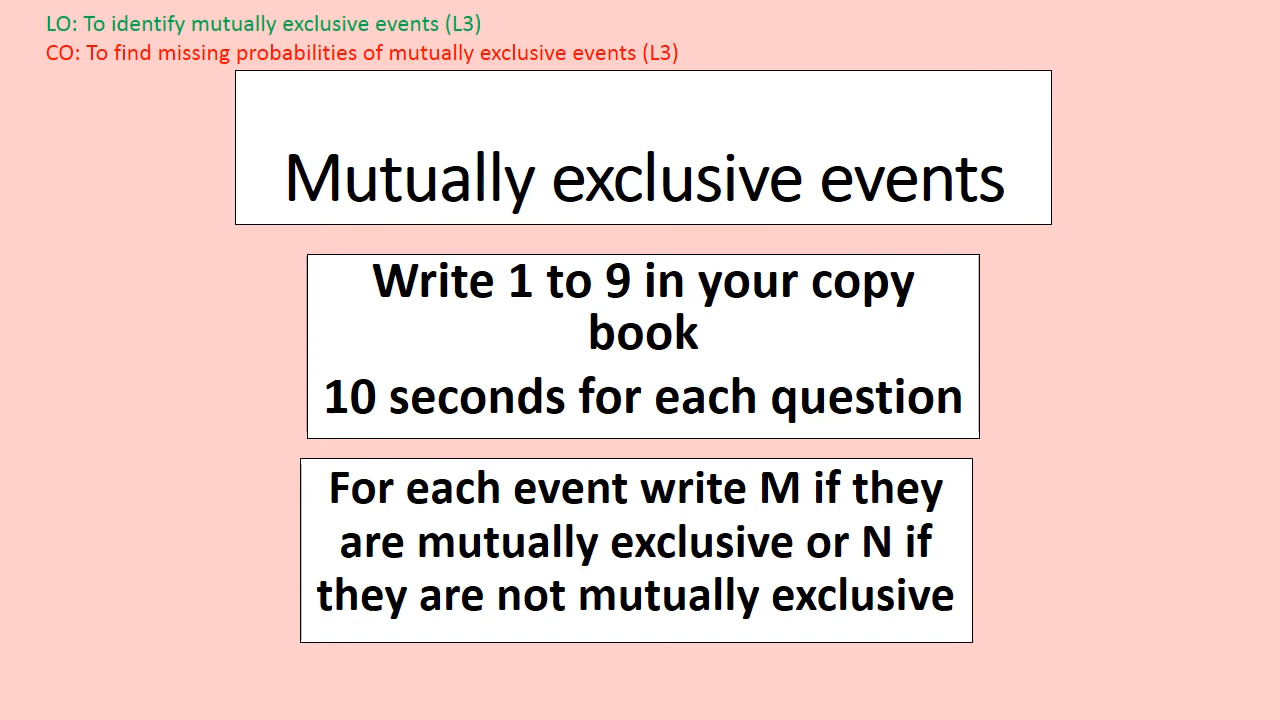 LO: To identify mutually exclusive events (L3)
CO: To find missing probabilities of mutually exclusive events (L3)
Mutually exclusive events
Write 1 to 9 in your copy
book
10 seconds for each question
For each event write M if they
are mutually exclusive or N if
they are not mutually exclusive